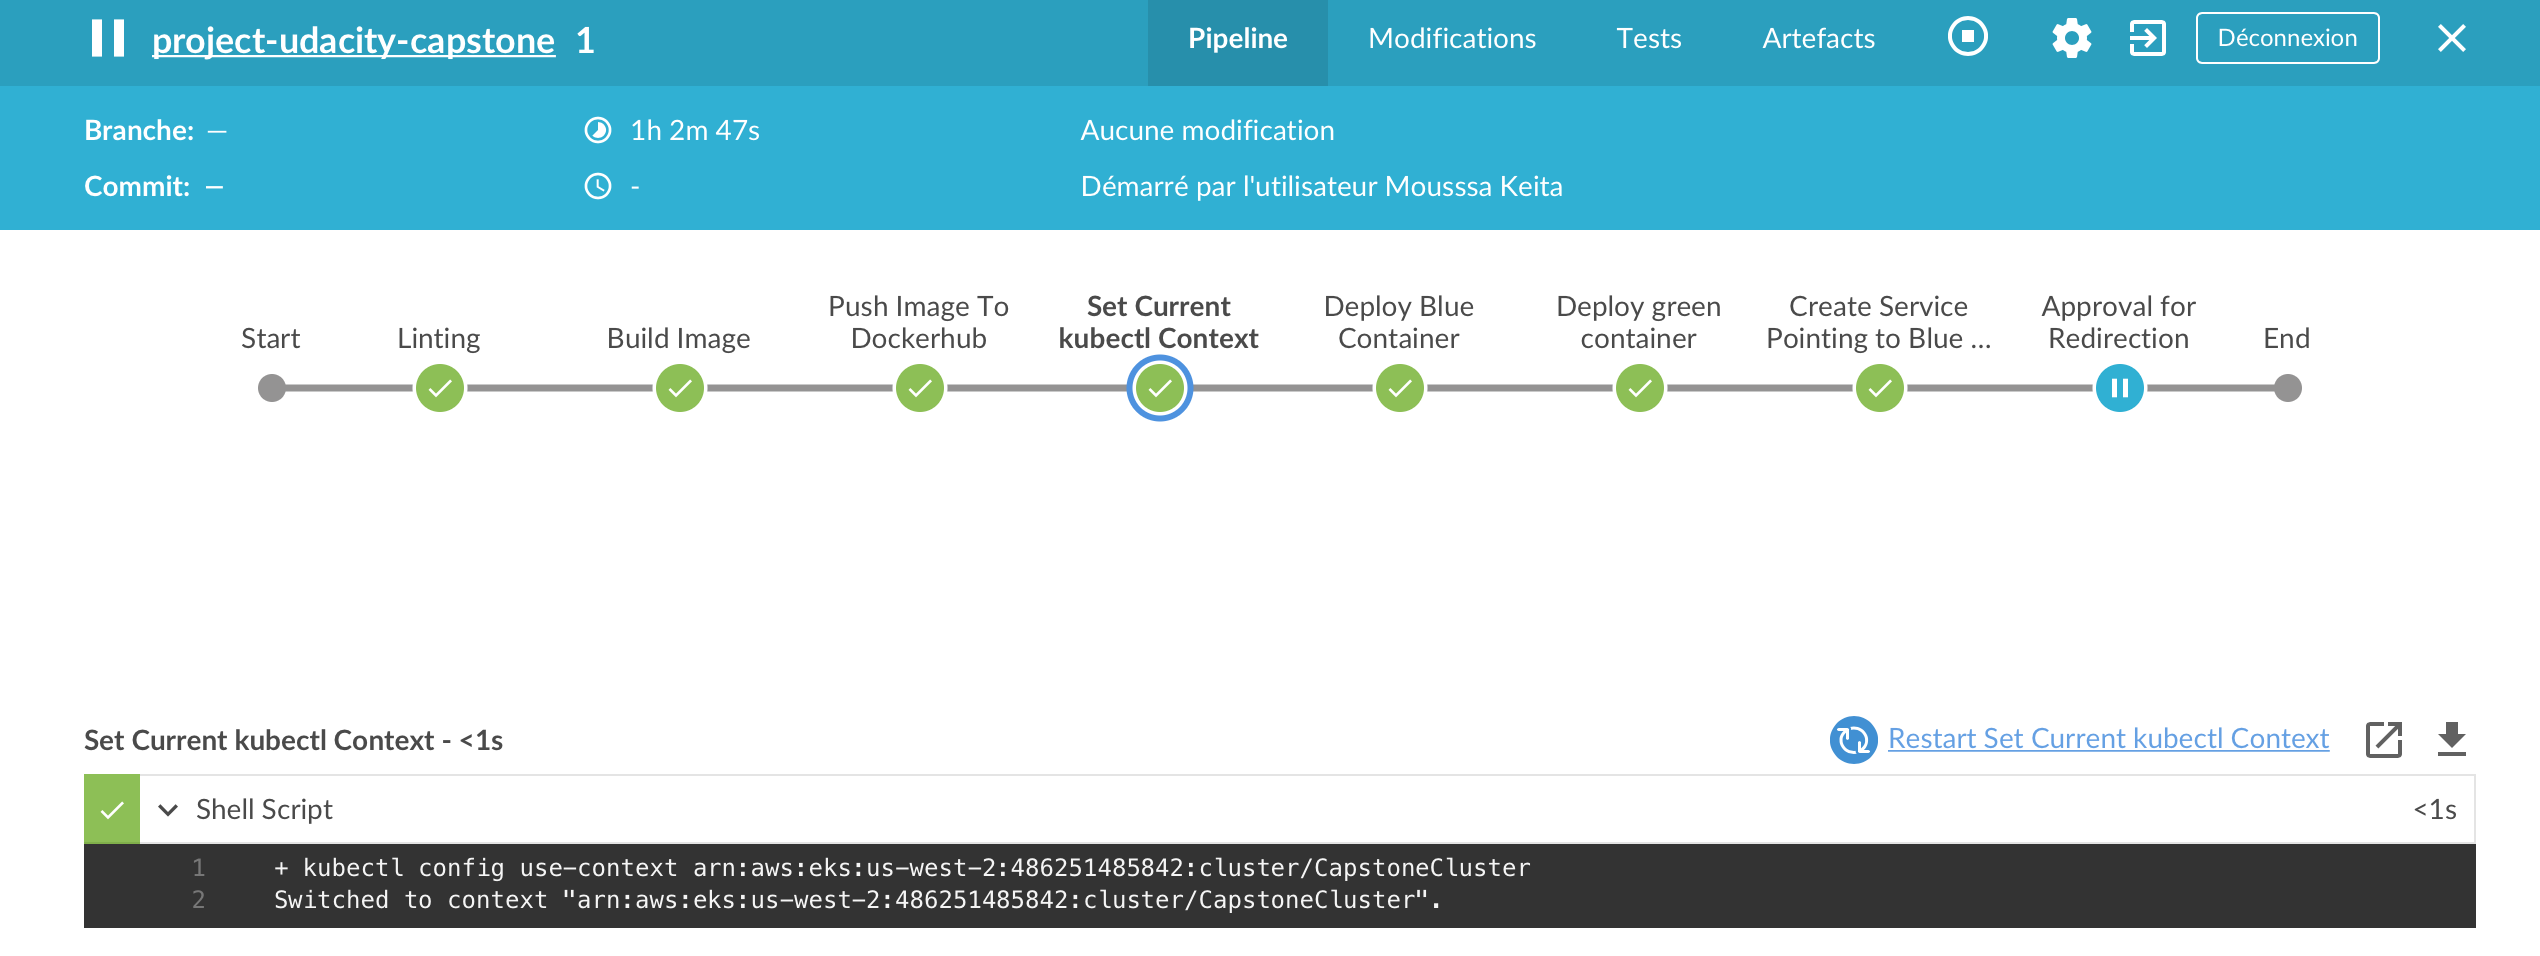 project-udacity-capstone 1
Pipeline Modifications Tests Artefacts Déconnexion
Branche: — 1h 2m 47s Aucune modification
Commit: — - Démarré par l'utilisateur Mousssa Keita
Start
Linting
Build Image
Push Image To
Dockerhub
Set Current
kubectl Context
Deploy Blue
Container
Deploy green
container
Create Service
Pointing to Blue ...
Approval for
Redirection
End
Set Current kubectl Context - <1s Restart Set Current kubectl Context
Shell Script <1s
1 + kubectl config use-context arn:aws:eks:us-west-2:486251485842:cluster/CapstoneCluster
2 Switched to context "arn:aws:eks:us-west-2:486251485842:cluster/CapstoneCluster".